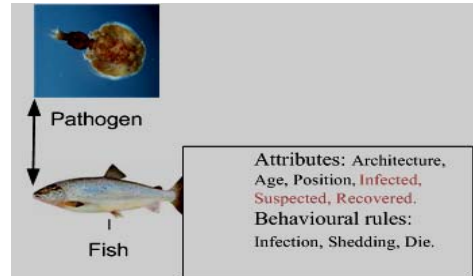 Pathogen
Attributes: Architecture,
Age, Position, Infected,
Suspected, Recovered.
Behavioural rules:
Infection, Shedding, Die.
Fish